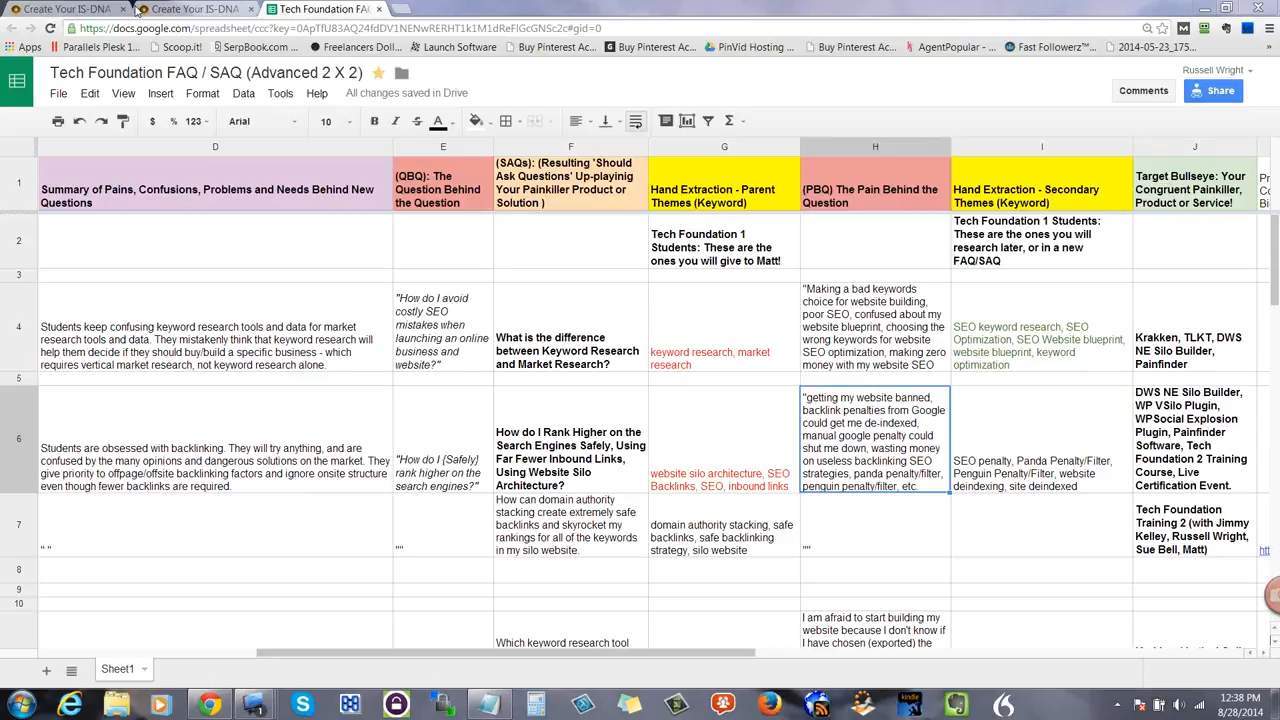 Create Your IS-DNA
Create Your IS-DNA
Tech Foundation FAQ
https://docs.google.com/spreadsheet/ccc?key=0ApTfU83AQ24fdDV1NENwRERHT1k1M1dReFlGcGNSc2c#gid=0
Apps
Parallels Plesk 1
Scoop.it!
SerpBook.com
Freelancers Doll
Launch Software
Buy Pinterest Ac
Buy Pinterest Ac
PinVid Hosting
Buy Pinterest Ac
AgentPopular -
Fast Followerz™
2014-05-23_175...
Tech Foundation FAQ / SAQ (Advanced 2 X 2)
Russell Wright
File Edit View Insert Format Data Tools Help
All changes saved in Drive
Comments
Share
$ % 123
Arial
10
B I S A
Σ
D E F G H I J
1
Summary of Pains, Confusions, Problems and Needs Behind New
Questions
(QBQ): The
Question Behind
the Question
(SAQs): (Resulting 'Should
Ask Questions' Up-playinig
Your Painkiller Product or
Solution )
Hand Extraction - Parent
Themes (Keyword)
(PBQ) The Pain Behind the
Question
Hand Extraction - Secondary
Themes (Keyword)
Target Bullseye: Your
Congruent Painkiller,
Product or Service!
2
Tech Foundation 1
Students: These are the
ones you will give to Matt!
Tech Foundation 1 Students:
These are the ones you will
research later, or in a new
FAQ/SAQ
3
4
Students keep confusing keyword research tools and data for market
research tools and data. They mistakenly think that keyword research will
help them decide if they should buy/build a specific business - which
requires vertical market research, not keyword research alone.
"How do I avoid
costly SEO
mistakes when
launching an online
business and
website?"
What is the difference
between Keyword Research
and Market Research?
keyword research, market
research
"Making a bad keywords
choice for website building,
poor SEO, confused about my
website blueprint, choosing the
wrong keywords for website
SEO optimization, making zero
money with my website SEO
SEO keyword research, SEO
Optimization, SEO Website blueprint,
website blueprint, keyword
optimization
Krakken, TLKT, DWS
NE Silo Builder,
Painfinder
5
6
Students are obsessed with backlinking. They will try anything, and are
confused by the many opinions and dangerous solutions on the market. They
give priority to offpage/offsite backlinking factors and ignore onsite structure
even though fewer backlinks are required.
"How do I {Safely}
rank higher on the
search engines?"
How do I Rank Higher on the
Search Engines Safely, Using
Far Fewer Inbound Links,
Using Website Silo
Architecture?
website silo architecture, SEO
Backlinks, SEO, inbound links
"getting my website banned,
backlink penalties from Google
could get me de-indexed,
manual google penalty could
shut me down, wasting money
on useless backlinking SEO
strategies, panda penalty/filter,
penguin penalty/filter, etc.
SEO penalty, Panda Penalty/Filter,
Penguin Penalty/Filter, website
deindexing, site deindexed
DWS NE Silo Builder,
WP VSilo Plugin,
WPSocial Explosion
Plugin, Painfinder
Software, Tech
Foundation 2 Training
Course, Live
Certification Event.
7
" "
""
How can domain authority
stacking create extremely safe
backlinks and skyrocket my
rankings for all of the keywords
in my silo website.
domain authority stacking, safe
backlinks, safe backlinking
strategy, silo website
""
Tech Foundation
Training 2 (with Jimmy
Kelley, Russell Wright,
Sue Bell, Matt)
htt
8
9
10
Which keyword research tool
I am afraid to start building my
website because I don't know if
I have chosen (exported) the
Sheet1
12:38 PM
8/28/2014